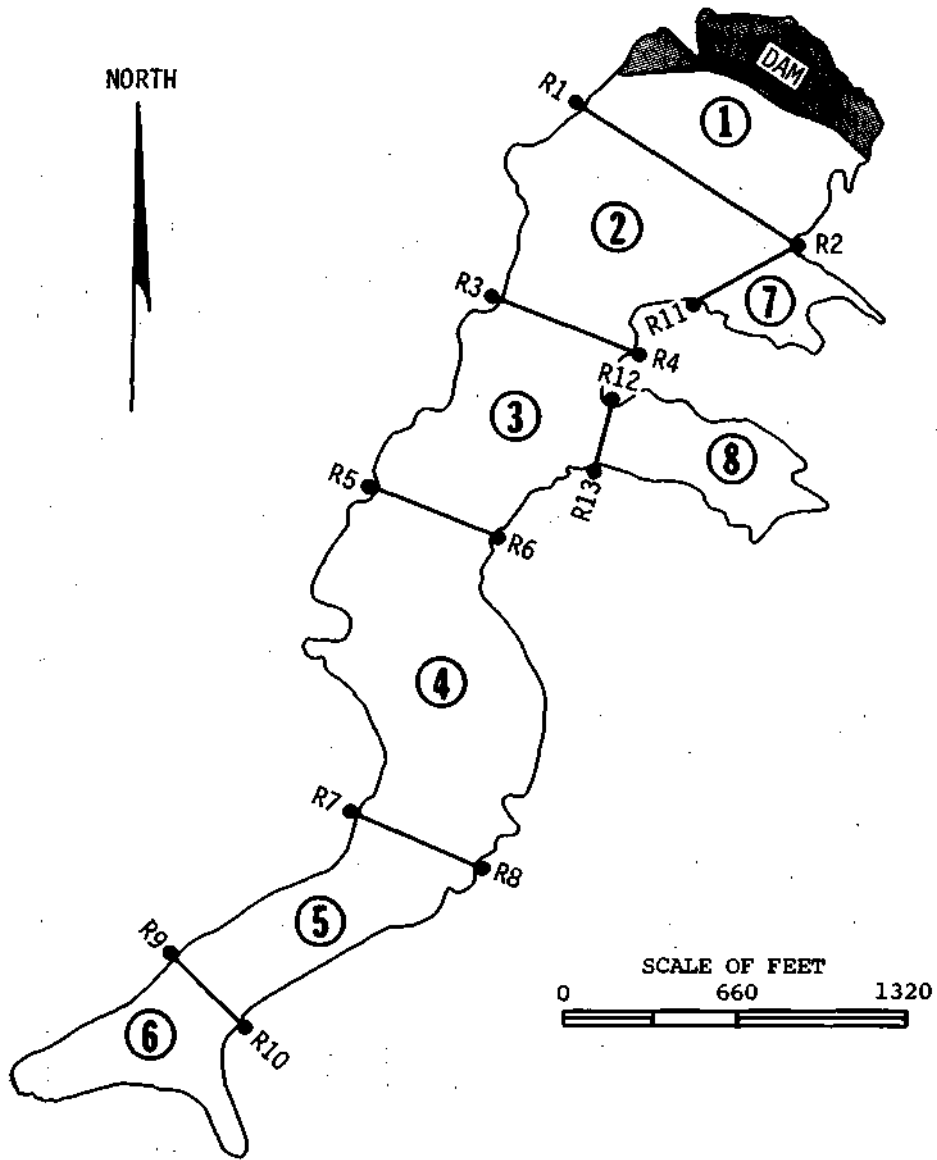 NORTH
DAM
R1
1
2
R2
R3
R11
7
R4
R12
3
8
R5
R13
R6
4
R7
R8
5
R9
6
R10
SCALE OF FEET
0 660 1320